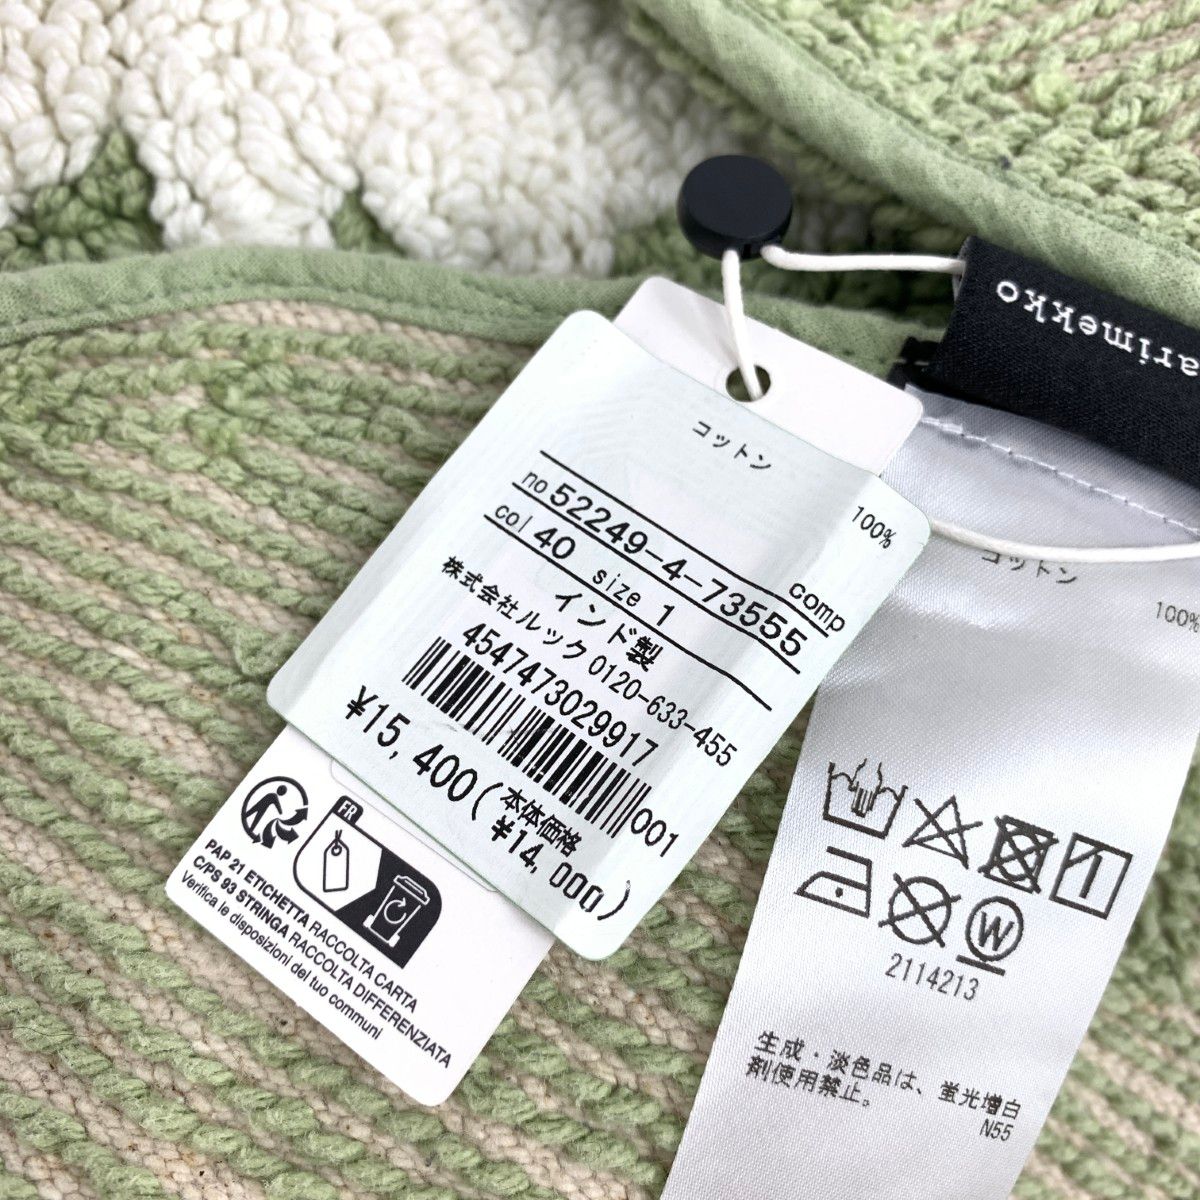 arimekko
コットン
100%
comp
no 52249-4-73555
col 40 size 1
インド製
株式会社ルック 0120-633-455
4547473029917
001
¥15,400(本体価格
¥14,000)
FR
PAP 21 ETICHETTA RACCOLTA CARTA
C/PS 93 STRINGA RACCOLTA DIFFERENZIATA
Verifica le disposizioni del tuo comune
コットン
100%
W
2114213
生成・淡色品は、蛍光増白
剤使用禁止。
N55